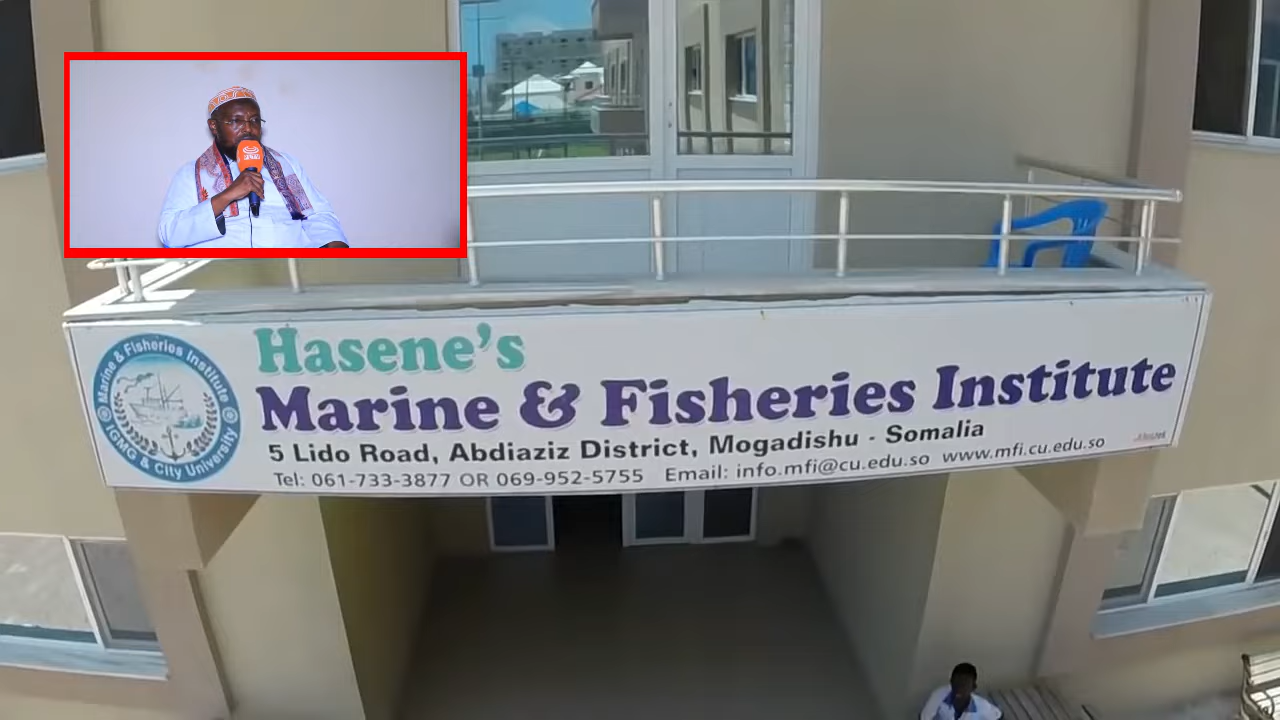 Hasene's
Marine & Fisheries Institute
5 Lido Road, Abdiaziz District, Mogadishu - Somalia
Tel: 061-733-3877 OR 069-952-5755 Email: info.mfi@cu.edu.so www.mfi.cu.edu.so
Marine & Fisheries Institute
IGMG & City University